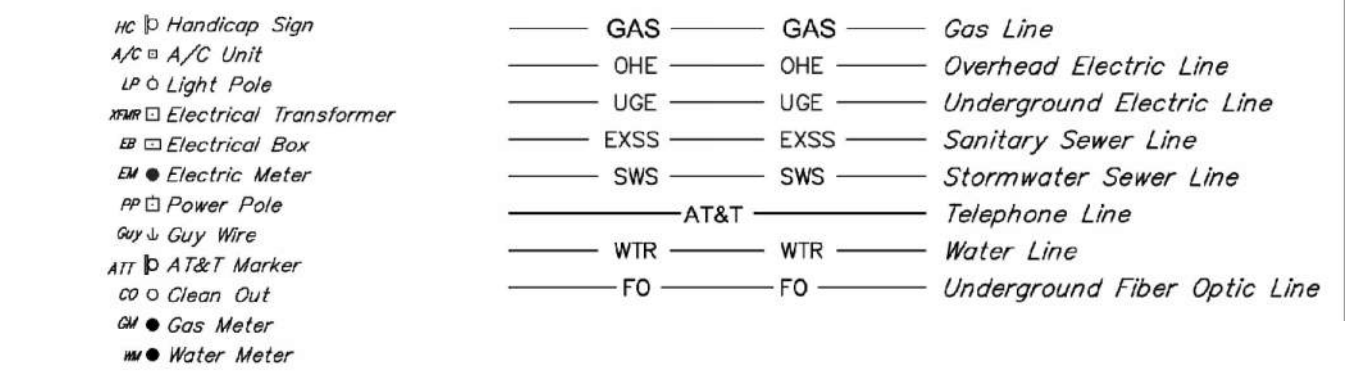 HC Handicap Sign
A/C A/C Unit
LP Light Pole
XFMR Electrical Transformer
EB Electrical Box
EM Electric Meter
PP Power Pole
Guy Guy Wire
ATT AT&T Marker
CO Clean Out
GM Gas Meter
WM Water Meter
GAS GAS Gas Line
OHE OHE Overhead Electric Line
UGE UGE Underground Electric Line
EXSS EXSS Sanitary Sewer Line
SWS SWS Stormwater Sewer Line
AT&T Telephone Line
WTR WTR Water Line
FO FO Underground Fiber Optic Line